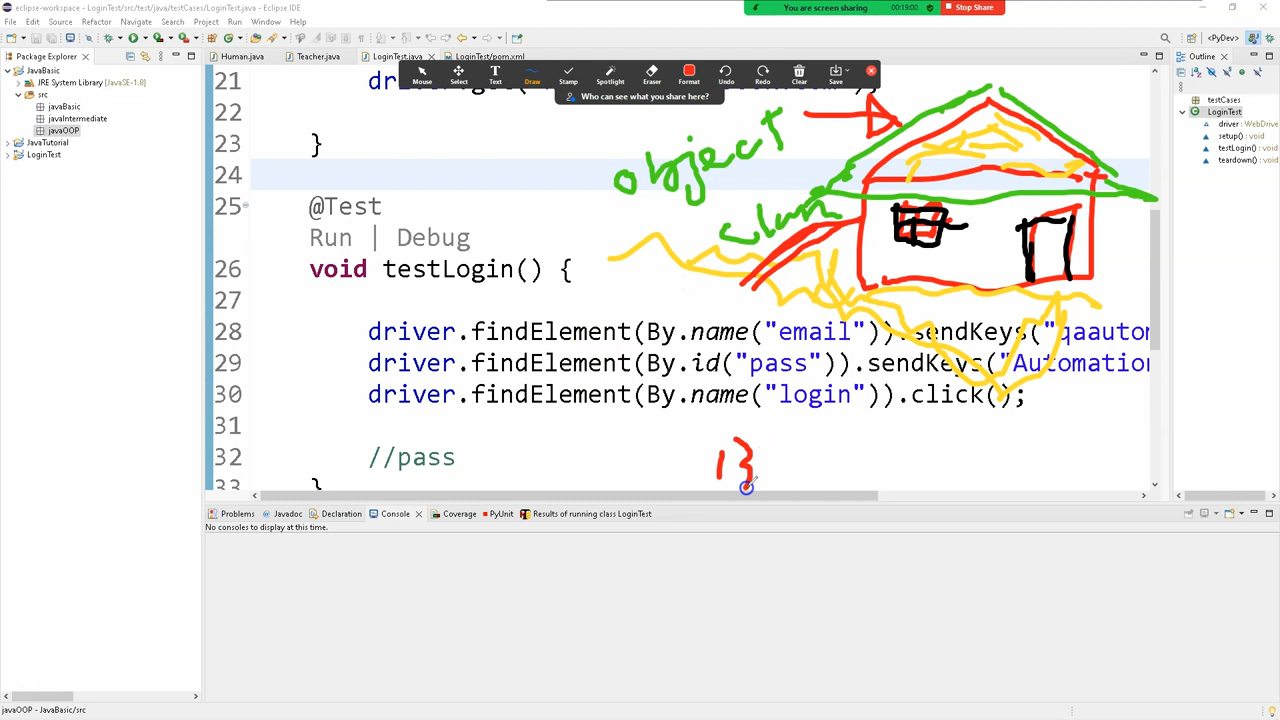 eclipse-workspace - LoginTest/src/test/java/testCases/LoginTest.java - Eclipse IDE
You are screen sharing
00:19:00
Stop Share
File Edit Source Refactor Navigate Search Project Run Window Help
<PyDev>
Package Explorer
JavaBasic
JRE System Library [JavaSE-1.8]
src
javaBasic
javaIntermediate
javaOOP
JavaTutorial
LoginTest
Human.java
Teacher.java
LoginTest.java
LoginTest/pom.xml
Mouse Select Text Draw Stamp Spotlight Eraser Format Undo Redo Clear Save
Who can see what you share here?
21
22
23 }
24
25 @Test
Run | Debug
26 void testLogin() {
27
28 driver.findElement(By.name("email")).sendKeys("qaautom
29 driver.findElement(By.id("pass")).sendKeys("Automation
30 driver.findElement(By.name("login")).click();
31
32 //pass
33 }
object
class
13
Outline
testCases
LoginTest
driver : WebDrive
setup() : void
testLogin() : void
teardown() : void
Problems
Javadoc
Declaration
Console
Coverage
PyUnit
Results of running class LoginTest
No consoles to display at this time.
javaOOP - JavaBasic/src